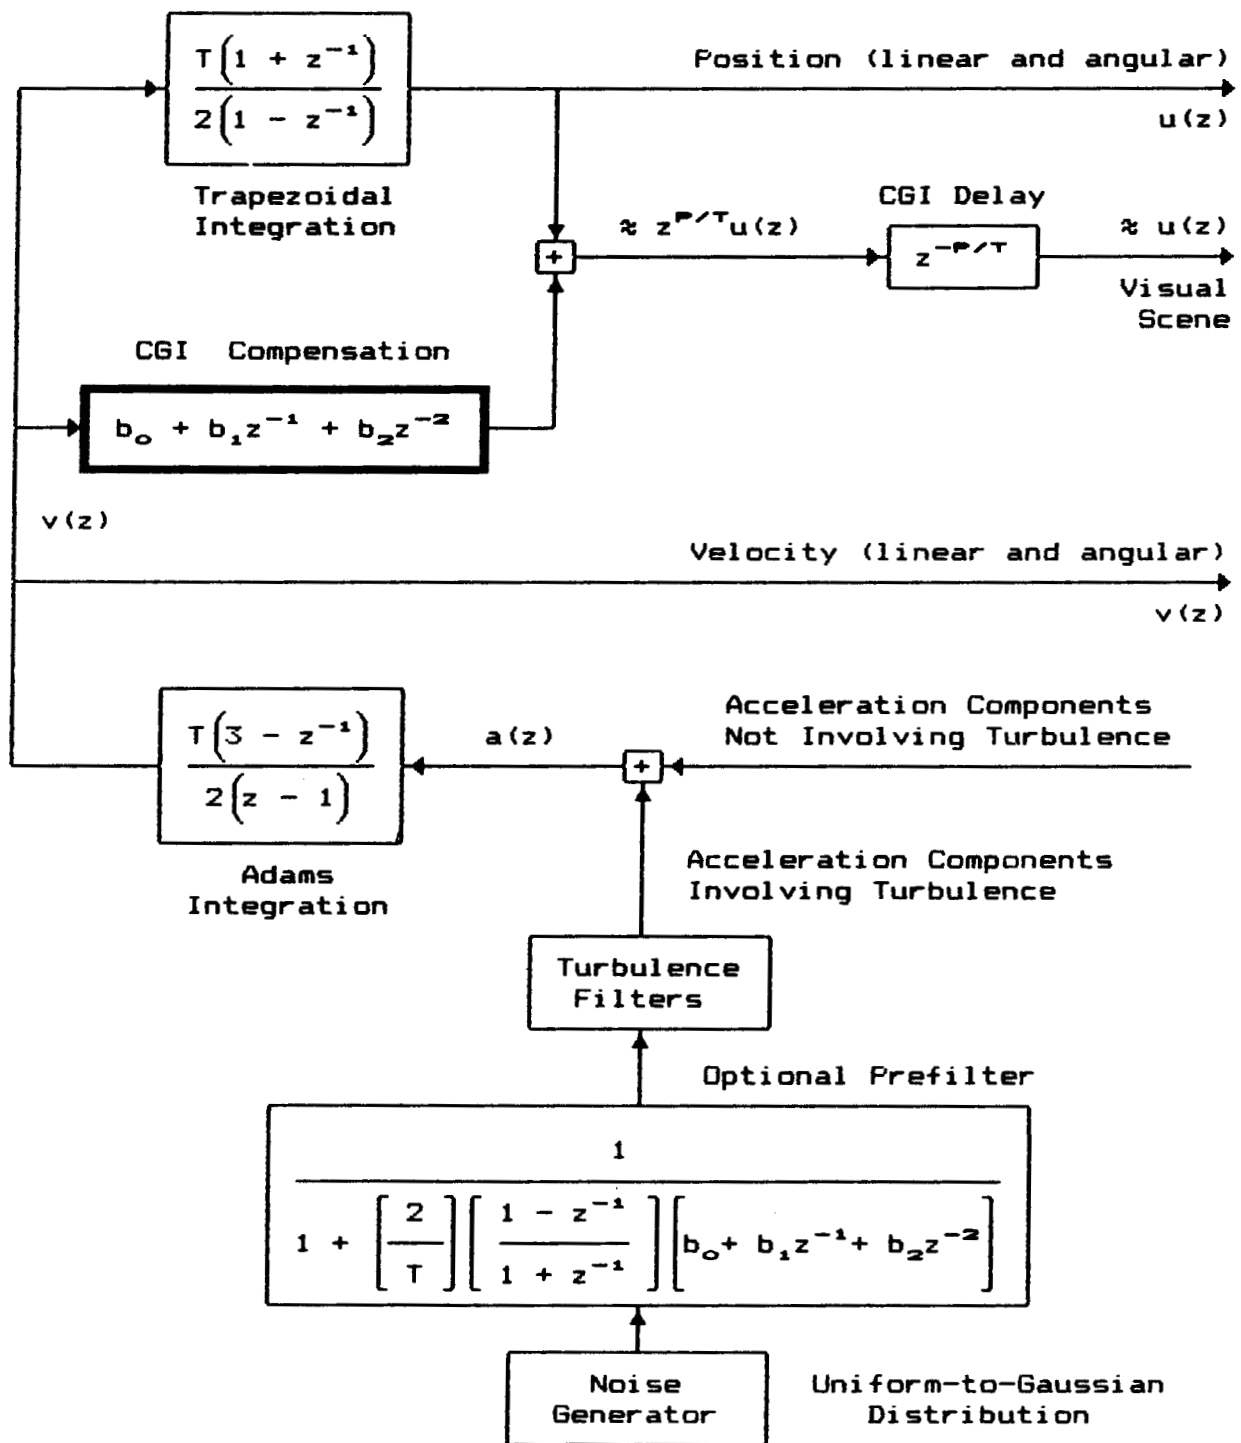 T(1 + z⁻¹)
2(1 - z⁻¹)
Trapezoidal
Integration
Position (linear and angular)
u(z)
≈ z^P/T u(z)
CGI Delay
z^-P/T
≈ u(z)
Visual
Scene
+
CGI Compensation
b₀ + b₁z⁻¹ + b₂z⁻²
v(z)
Velocity (linear and angular)
v(z)
T(3 - z⁻¹)
2(z - 1)
Adams
Integration
a(z)
+
Acceleration Components
Not Involving Turbulence
Acceleration Components
Involving Turbulence
Turbulence
Filters
Optional Prefilter
1
1 + [2/T] [(1 - z⁻¹)/(1 + z⁻¹)] [b₀+ b₁z⁻¹+ b₂z⁻²]
Noise
Generator
Uniform-to-Gaussian
Distribution